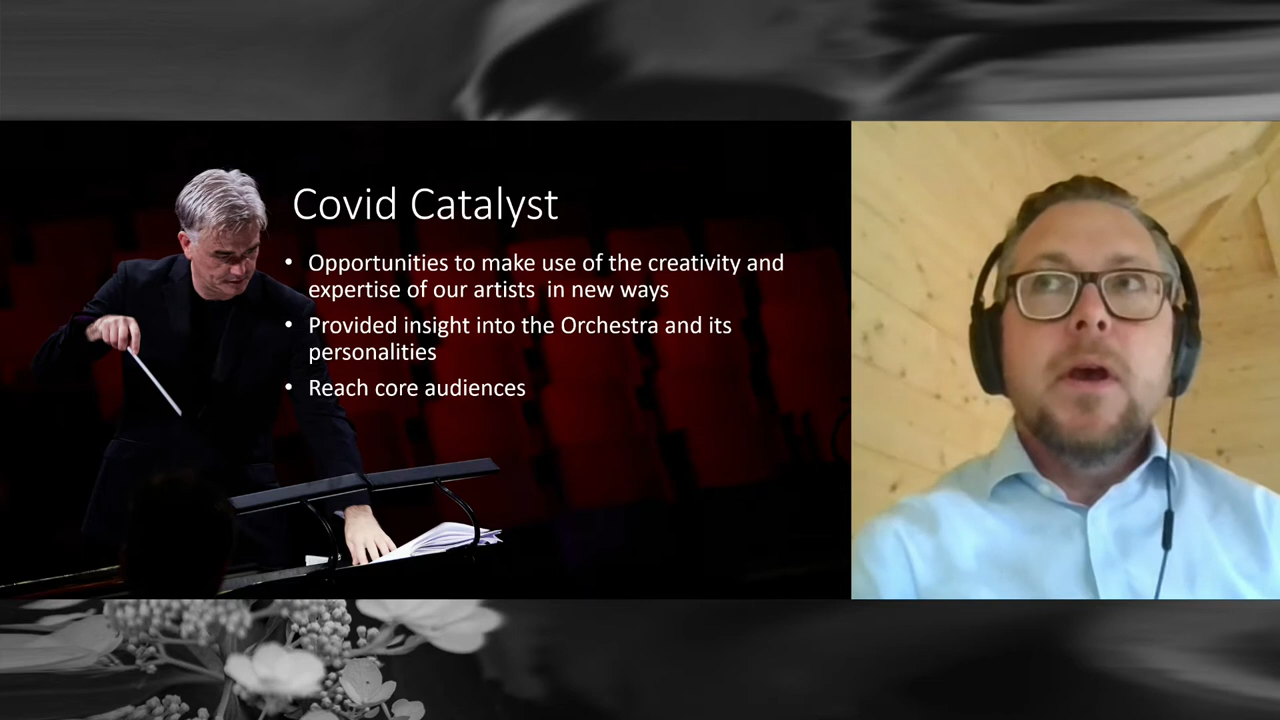 Covid Catalyst
• Opportunities to make use of the creativity and
expertise of our artists  in new ways
• Provided insight into the Orchestra and its
personalities
• Reach core audiences